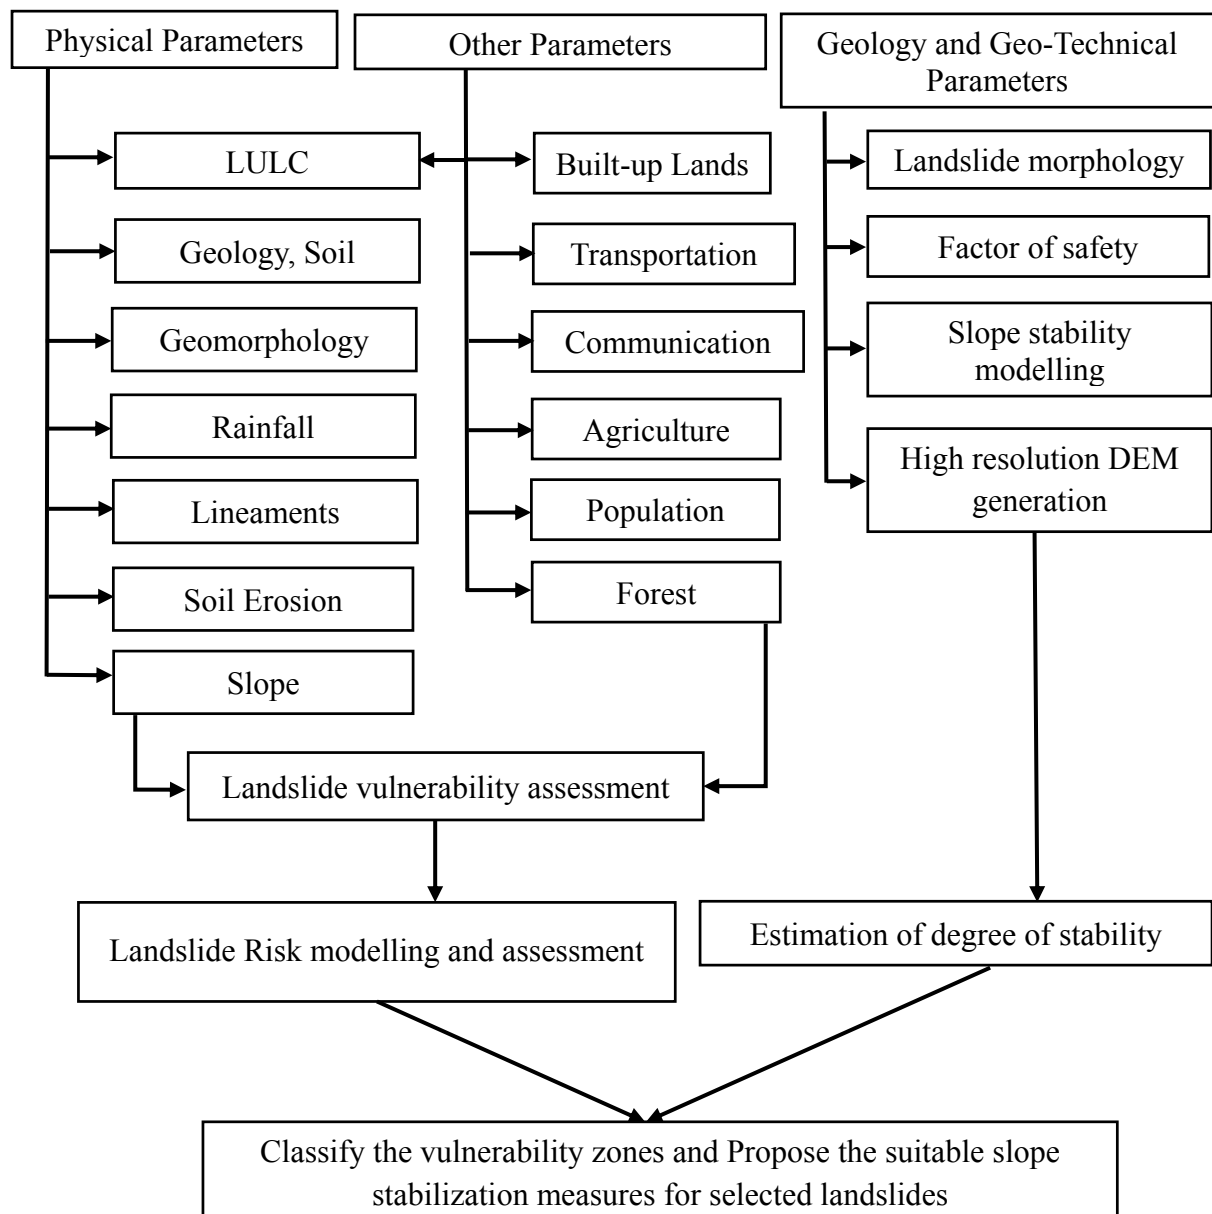 Physical Parameters
Other Parameters
Geology and Geo-Technical
Parameters
LULC
Geology, Soil
Geomorphology
Rainfall
Lineaments
Soil Erosion
Slope
Built-up Lands
Transportation
Communication
Agriculture
Population
Forest
Landslide morphology
Factor of safety
Slope stability
modelling
High resolution DEM
generation
Landslide vulnerability assessment
Landslide Risk modelling and assessment
Estimation of degree of stability
Classify the vulnerability zones and Propose the suitable slope
stabilization measures for selected landslides